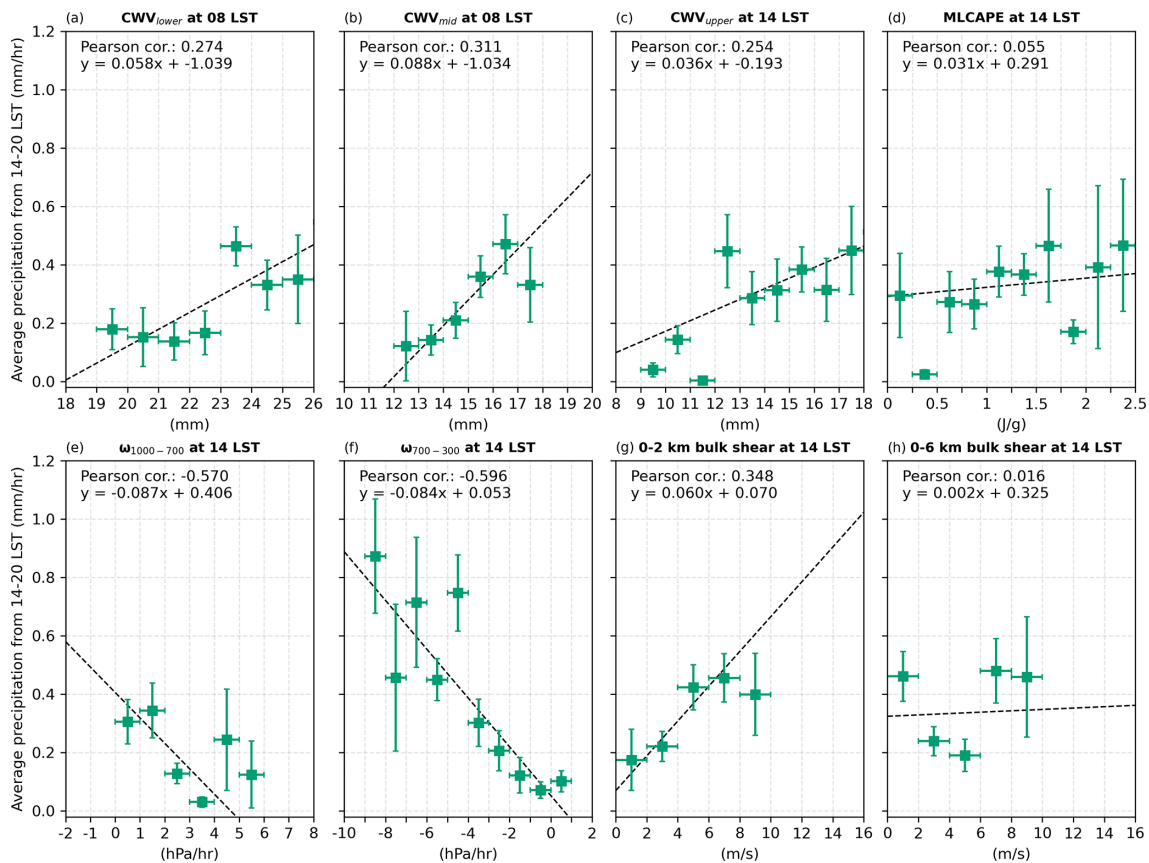 (a) CWVlower at 08 LST
Pearson cor.: 0.274
y = 0.058x + -1.039
Average precipitation from 14-20 LST (mm/hr)
1.2
1.0
0.8
0.6
0.4
0.2
0.0
18 19 20 21 22 23 24 25 26
(mm)
(b) CWVmid at 08 LST
Pearson cor.: 0.311
y = 0.088x + -1.034
10 11 12 13 14 15 16 17 18 19 20
(mm)
(c) CWVupper at 14 LST
Pearson cor.: 0.254
y = 0.036x + -0.193
8 9 10 11 12 13 14 15 16 17 18
(mm)
(d) MLCAPE at 14 LST
Pearson cor.: 0.055
y = 0.031x + 0.291
0 0.5 1 1.5 2 2.5
(J/g)
(e) ω1000−700 at 14 LST
Pearson cor.: -0.570
y = -0.087x + 0.406
Average precipitation from 14-20 LST (mm/hr)
1.2
1.0
0.8
0.6
0.4
0.2
0.0
-2 -1 0 1 2 3 4 5 6 7 8
(hPa/hr)
(f) ω700−300 at 14 LST
Pearson cor.: -0.596
y = -0.084x + 0.053
-10 -8 -6 -4 -2 0 2
(hPa/hr)
(g) 0-2 km bulk shear at 14 LST
Pearson cor.: 0.348
y = 0.060x + 0.070
0 2 4 6 8 10 12 14 16
(m/s)
(h) 0-6 km bulk shear at 14 LST
Pearson cor.: 0.016
y = 0.002x + 0.325
0 2 4 6 8 10 12 14 16
(m/s)